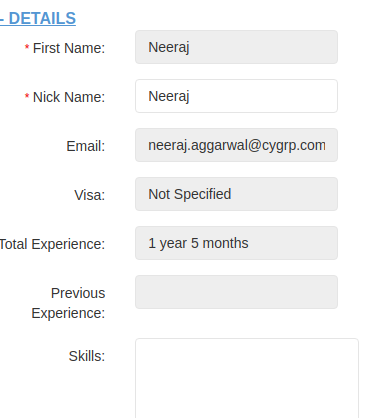 - DETAILS
* First Name: Neeraj
* Nick Name: Neeraj
Email: neeraj.aggarwal@cygrp.com
Visa: Not Specified
Total Experience: 1 year 5 months
Previous
Experience:
Skills: